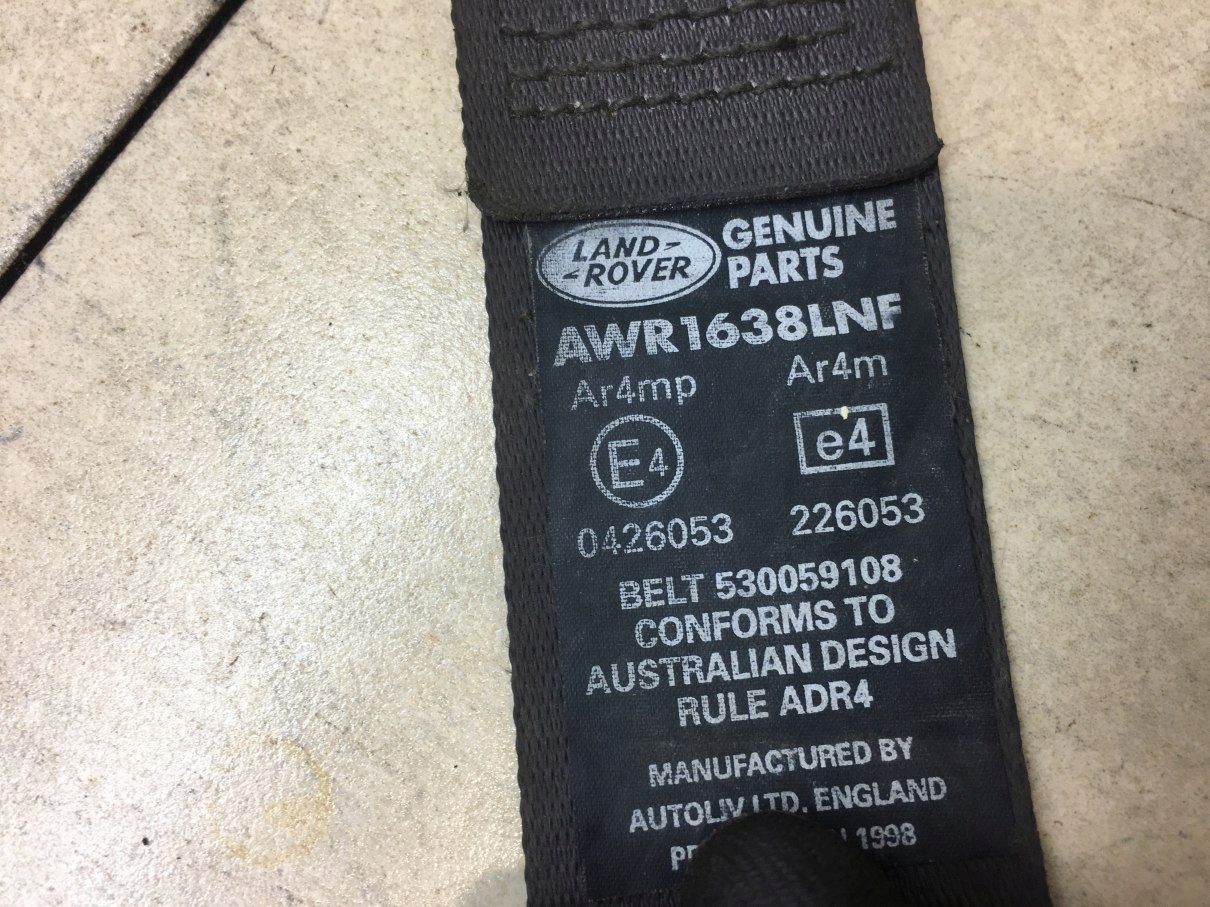 LAND-
-ROVER
GENUINE
PARTS
AWR1638LNF
Ar4mp Ar4m
E4 e4
0426053 226053
BELT 530059108
CONFORMS TO
AUSTRALIAN DESIGN
RULE ADR4
MANUFACTURED BY
AUTOLIV LTD. ENGLAND
1998